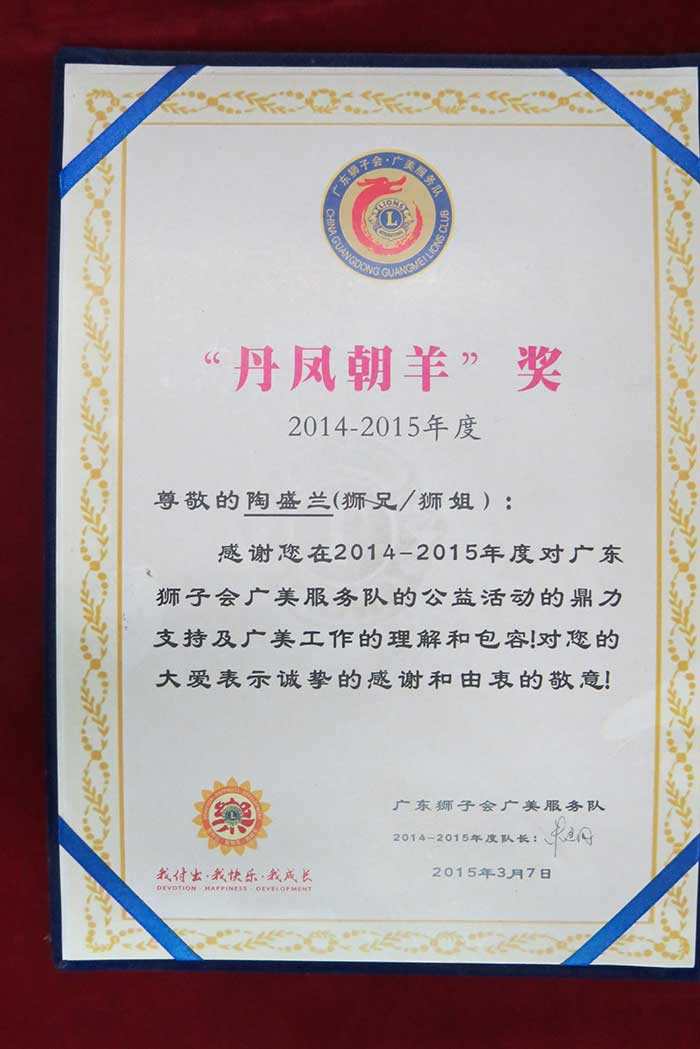 广东狮子会·广美服务队
LIONS
L
CHINA GUANGDONG GUANGMEI LIONS CLUB
“丹凤朝羊”奖
2014-2015年度
尊敬的陶盛兰(狮兄/狮姐)：
感谢您在2014-2015年度对广东
狮子会广美服务队的公益活动的鼎力
支持及广美工作的理解和包容!对您的
大爱表示诚挚的感谢和由衷的敬意!
广东狮子会广美服务队
2014-2015年度队长：
2015年3月7日
我付出·我快乐·我成长
DEVOTION · HAPPINESS · DEVELOPMENT